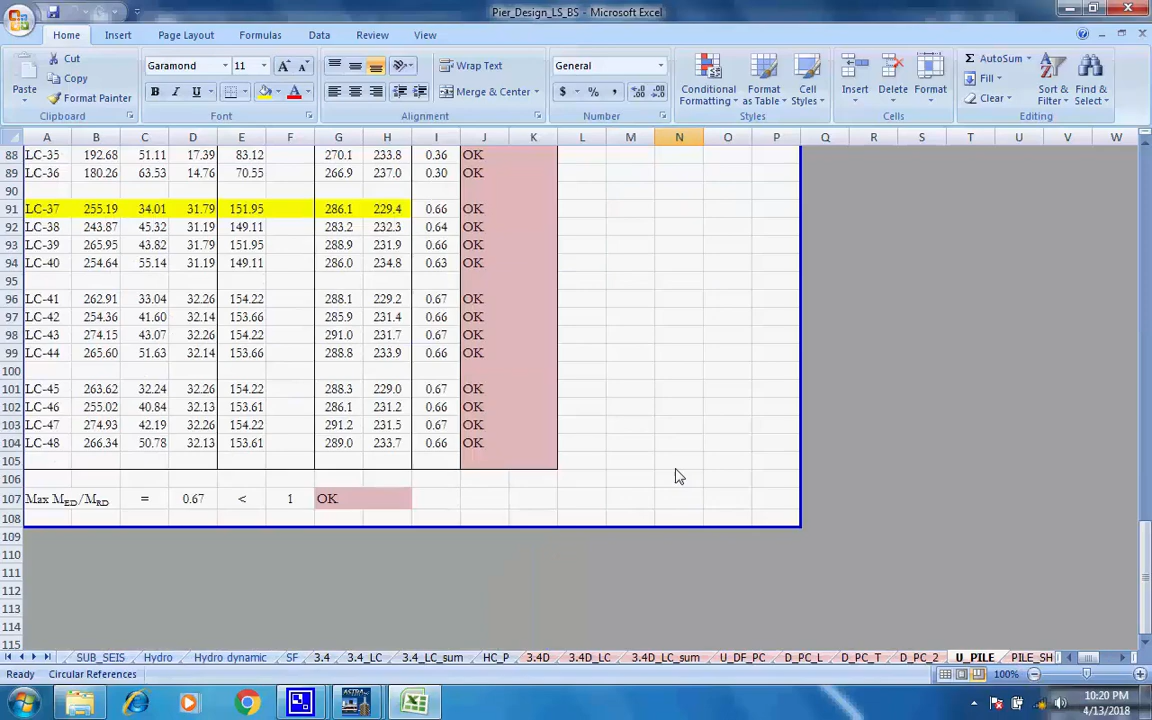 Pier_Design_LS_BS - Microsoft Excel
Home Insert Page Layout Formulas Data Review View
Paste Cut Copy Format Painter Clipboard
Garamond 11 B I U A Font
Wrap Text Merge & Center Alignment
General $ % , Number
Conditional Formatting Format as Table Cell Styles Styles
Insert Delete Format Cells
AutoSum Fill Clear Sort & Filter Find & Select Editing
A B C D E F G H I J K L M N O P Q R S T U V W
88 LC-35 192.68 51.11 17.39 83.12 270.1 233.8 0.36 OK
89 LC-36 180.26 63.53 14.76 70.55 266.9 237.0 0.30 OK
90
91 LC-37 255.19 34.01 31.79 151.95 286.1 229.4 0.66 OK
92 LC-38 243.87 45.32 31.19 149.11 283.2 232.3 0.64 OK
93 LC-39 265.95 43.82 31.79 151.95 288.9 231.9 0.66 OK
94 LC-40 254.64 55.14 31.19 149.11 286.0 234.8 0.63 OK
95
96 LC-41 262.91 33.04 32.26 154.22 288.1 229.2 0.67 OK
97 LC-42 254.36 41.60 32.14 153.66 285.9 231.4 0.66 OK
98 LC-43 274.15 43.07 32.26 154.22 291.0 231.7 0.67 OK
99 LC-44 265.60 51.63 32.14 153.66 288.8 233.9 0.66 OK
100
101 LC-45 263.62 32.24 32.26 154.22 288.3 229.0 0.67 OK
102 LC-46 255.02 40.84 32.13 153.61 286.1 231.2 0.66 OK
103 LC-47 274.93 42.19 32.26 154.22 291.2 231.5 0.67 OK
104 LC-48 266.34 50.78 32.13 153.61 289.0 233.7 0.66 OK
105
106
107 Max MED/MRD = 0.67 < 1 OK
108
109
110
111
112
113
114
115
SUB_SEIS Hydro Hydro dynamic SF 3.4 3.4_LC 3.4_LC_sum HC_P 3.4D 3.4D_LC 3.4D_LC_sum U_DF_PC D_PC_L D_PC_T D_PC_2 U_PILE PILE_SH
Ready Circular References 100%
ASTRA
10:20 PM
4/13/2018